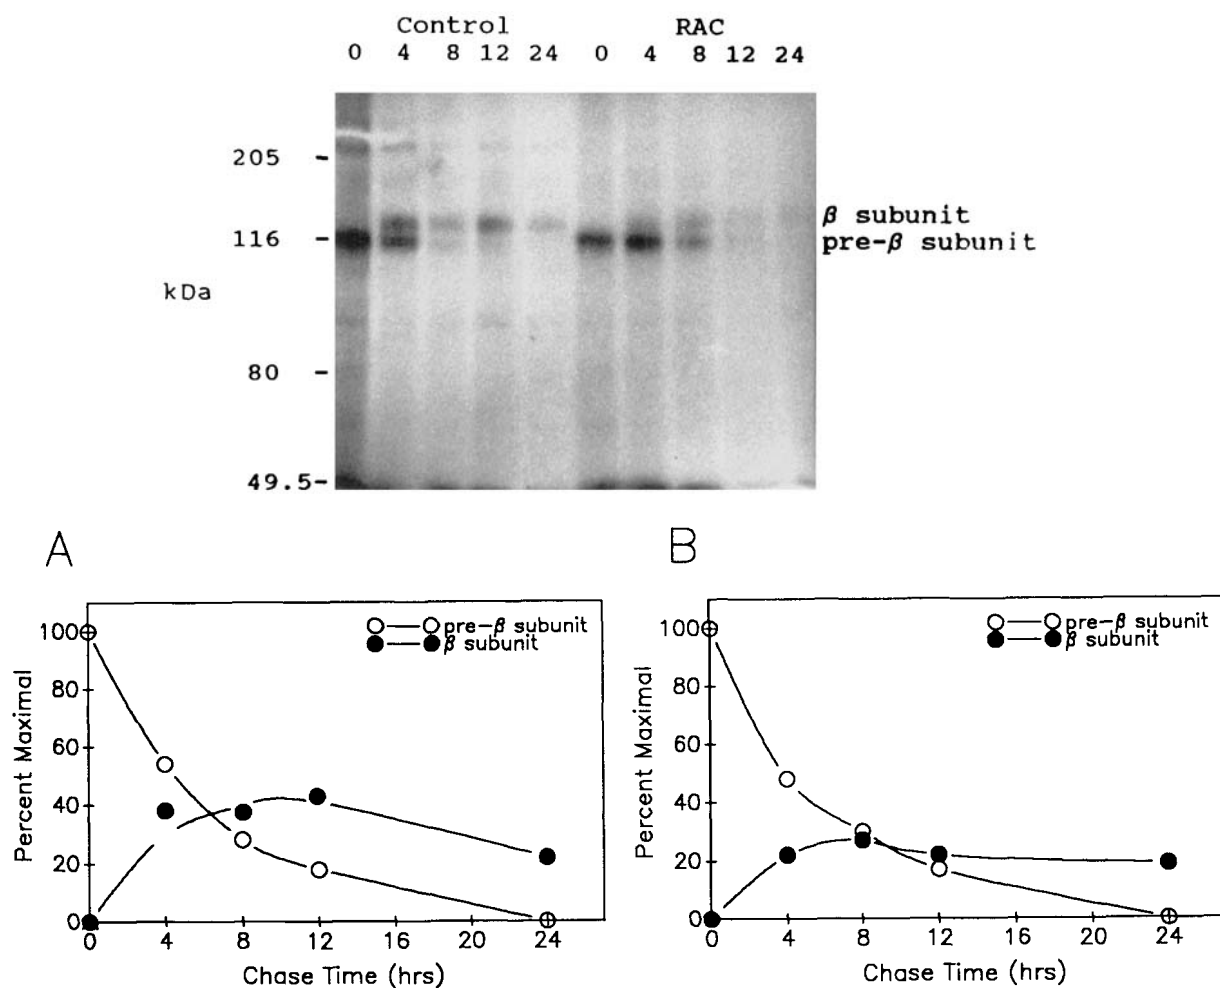 Control RAC
0 4 8 12 24 0 4 8 12 24
205 -
β subunit
116 -
pre-β subunit
kDa
80 -
49.5-
A
B
100
80
60
40
20
0
Percent Maximal
pre-β subunit
β subunit
0 4 8 12 16 20 24
Chase Time (hrs)
100
80
60
40
20
0
Percent Maximal
pre-β subunit
β subunit
0 4 8 12 16 20 24
Chase Time (hrs)